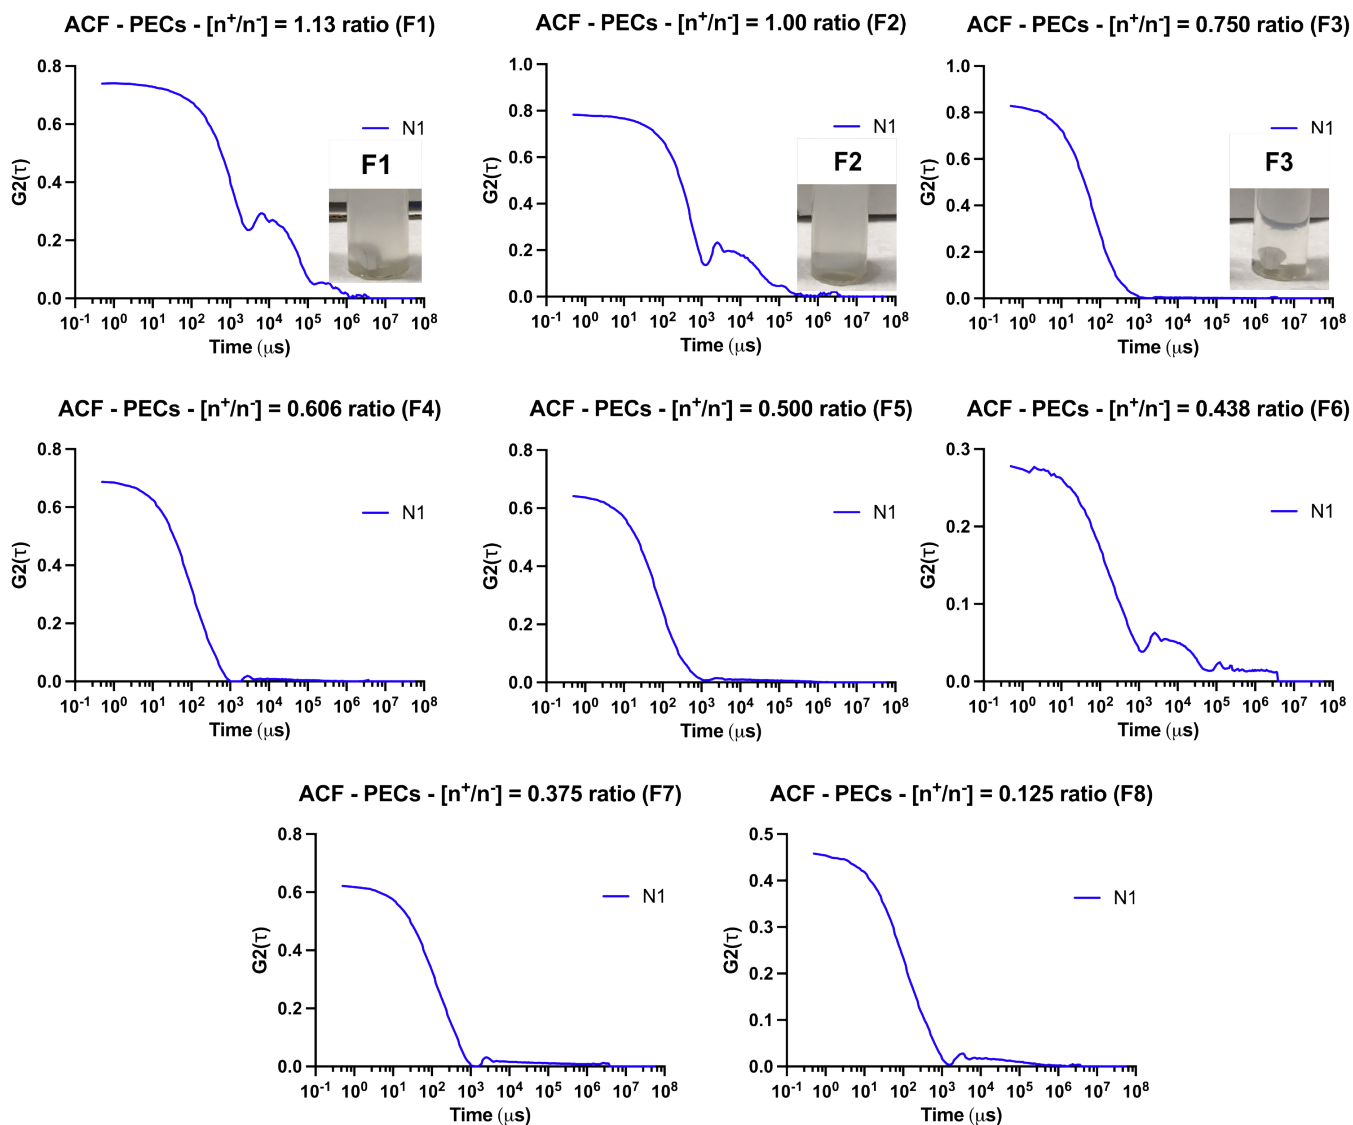 ACF - PECs - [n⁺/n⁻] = 1.13 ratio (F1)
ACF - PECs - [n⁺/n⁻] = 1.00 ratio (F2)
ACF - PECs - [n⁺/n⁻] = 0.750 ratio (F3)
0.8
0.6
0.4
0.2
0.0
G2(τ)
N1
F1
10⁻¹ 10⁰ 10¹ 10² 10³ 10⁴ 10⁵ 10⁶ 10⁷ 10⁸
Time (μs)
1.0
0.8
0.6
0.4
0.2
0.0
G2(τ)
N1
F2
10⁻¹ 10⁰ 10¹ 10² 10³ 10⁴ 10⁵ 10⁶ 10⁷ 10⁸
Time (μs)
1.0
0.8
0.6
0.4
0.2
0.0
G2(τ)
N1
F3
10⁻¹ 10⁰ 10¹ 10² 10³ 10⁴ 10⁵ 10⁶ 10⁷ 10⁸
Time (μs)
ACF - PECs - [n⁺/n⁻] = 0.606 ratio (F4)
ACF - PECs - [n⁺/n⁻] = 0.500 ratio (F5)
ACF - PECs - [n⁺/n⁻] = 0.438 ratio (F6)
0.8
0.6
0.4
0.2
0.0
G2(τ)
N1
10⁻¹ 10⁰ 10¹ 10² 10³ 10⁴ 10⁵ 10⁶ 10⁷ 10⁸
Time (μs)
0.8
0.6
0.4
0.2
0.0
G2(τ)
N1
10⁻¹ 10⁰ 10¹ 10² 10³ 10⁴ 10⁵ 10⁶ 10⁷ 10⁸
Time (μs)
0.3
0.2
0.1
0.0
G2(τ)
N1
10⁻¹ 10⁰ 10¹ 10² 10³ 10⁴ 10⁵ 10⁶ 10⁷ 10⁸
Time (μs)
ACF - PECs - [n⁺/n⁻] = 0.375 ratio (F7)
ACF - PECs - [n⁺/n⁻] = 0.125 ratio (F8)
0.8
0.6
0.4
0.2
0.0
G2(τ)
N1
10⁻¹ 10⁰ 10¹ 10² 10³ 10⁴ 10⁵ 10⁶ 10⁷ 10⁸
Time (μs)
0.5
0.4
0.3
0.2
0.1
0.0
G2(τ)
N1
10⁻¹ 10⁰ 10¹ 10² 10³ 10⁴ 10⁵ 10⁶ 10⁷ 10⁸
Time (μs)